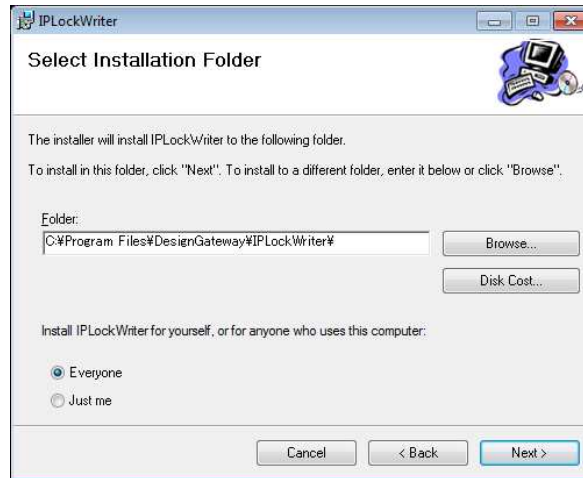 IPLockWriter
Select Installation Folder
The installer will install IPLockWriter to the following folder.
To install in this folder, click "Next". To install to a different folder, enter it below or click "Browse".
Folder:
C:¥Program Files¥DesignGateway¥IPLockWriter¥
Browse...
Disk Cost...
Install IPLockWriter for yourself, or for anyone who uses this computer:
Everyone
Just me
Cancel
< Back
Next >